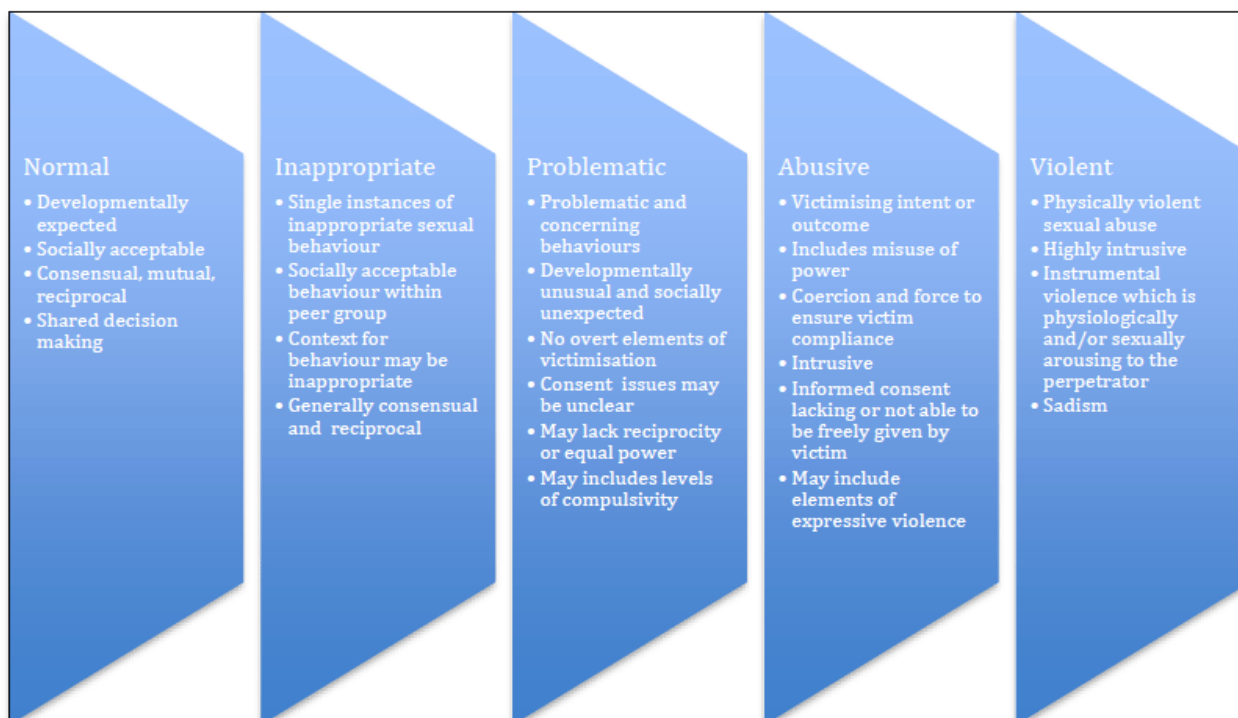 Normal
• Developmentally
expected
• Socially acceptable
• Consensual, mutual,
reciprocal
• Shared decision
making
Inappropriate
• Single instances of
inappropriate sexual
behaviour
• Socially acceptable
behaviour within
peer group
• Context for
behaviour may be
inappropriate
• Generally consensual
and reciprocal
Problematic
• Problematic and
concerning
behaviours
• Developmentally
unusual and socially
unexpected
• No overt elements of
victimisation
• Consent issues may
be unclear
• May lack reciprocity
or equal power
• May includes levels
of compulsivity
Abusive
• Victimising intent or
outcome
• Includes misuse of
power
• Coercion and force to
ensure victim
compliance
• Intrusive
• Informed consent
lacking or not able to
be freely given by
victim
• May include
elements of
expressive violence
Violent
• Physically violent
sexual abuse
• Highly intrusive
• Instrumental
violence which is
physiologically
and/or sexually
arousing to the
perpetrator
• Sadism